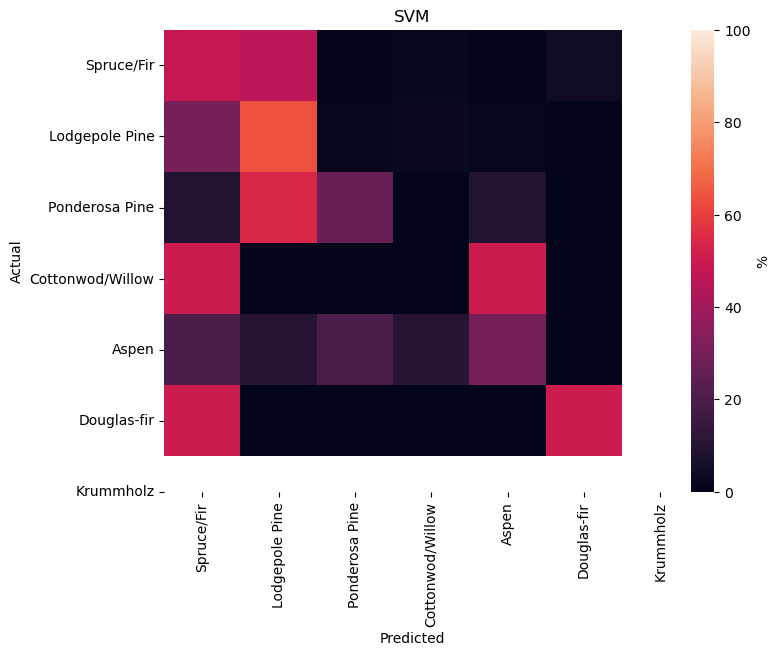 SVM
Actual
Spruce/Fir
Lodgepole Pine
Ponderosa Pine
Cottonwod/Willow
Aspen
Douglas-fir
Krummholz
Spruce/Fir
Lodgepole Pine
Ponderosa Pine
Cottonwod/Willow
Aspen
Douglas-fir
Krummholz
Predicted
100
80
60
40
20
0
%